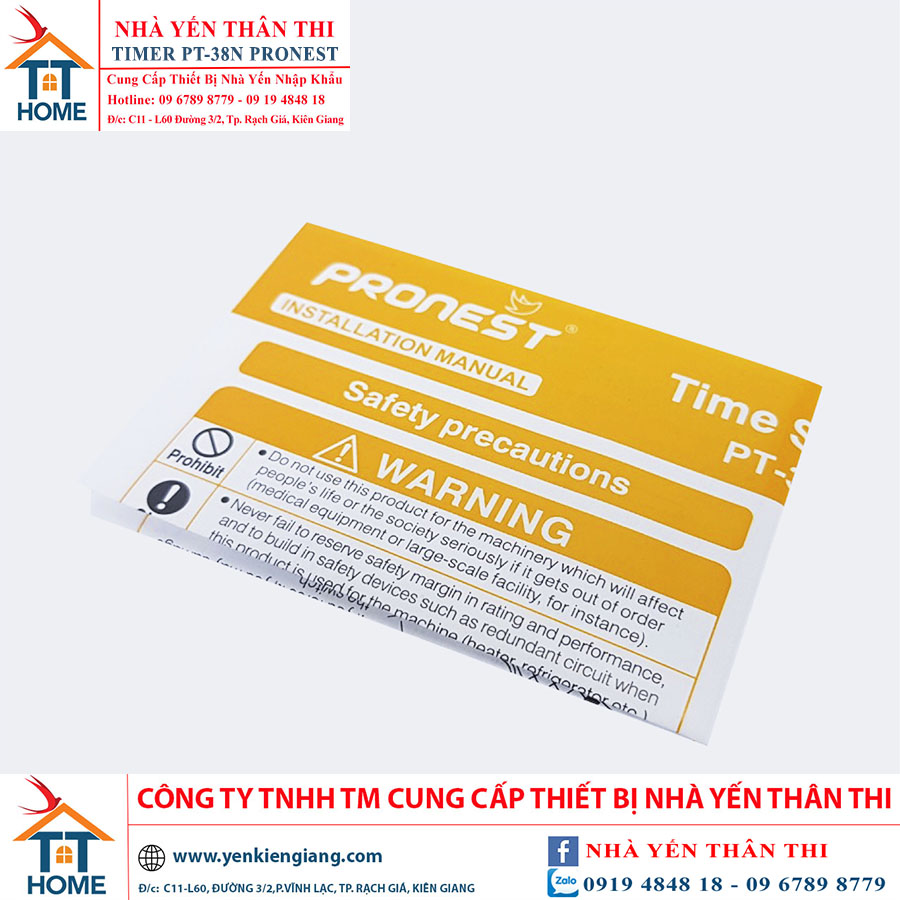 TT
HOME
NHÀ YẾN THÂN THI
TIMER PT-38N PRONEST
Cung Cấp Thiết Bị Nhà Yến Nhập Khẩu
Hotline: 09 6789 8779 - 09 19 4848 18
Đ/c: C11 - L60 Đường 3/2, Tp. Rạch Giá, Kiên Giang
PRONEST®
INSTALLATION MANUAL
Time
PT-
Safety precautions
WARNING
Prohibit
• Do not use this product for the machinery which will affect
people's life or the society seriously if it gets out of order
(medical equipment or large-scale facility, for instance).
• Never fail to reserve safety margin in rating and performance,
and to build in safety devices such as redundant circuit when
this product is used for the machine (heater, refrigerator etc.)
TT
HOME
CÔNG TY TNHH TM CUNG CẤP THIẾT BỊ NHÀ YẾN THÂN THI
www.yenkiengiang.com
Đ/c: C11-L60, ĐƯỜNG 3/2,P.VĨNH LẠC, TP. RẠCH GIÁ, KIÊN GIANG
f NHÀ YẾN THÂN THI
Zalo 0919 4848 18 - 09 6789 8779